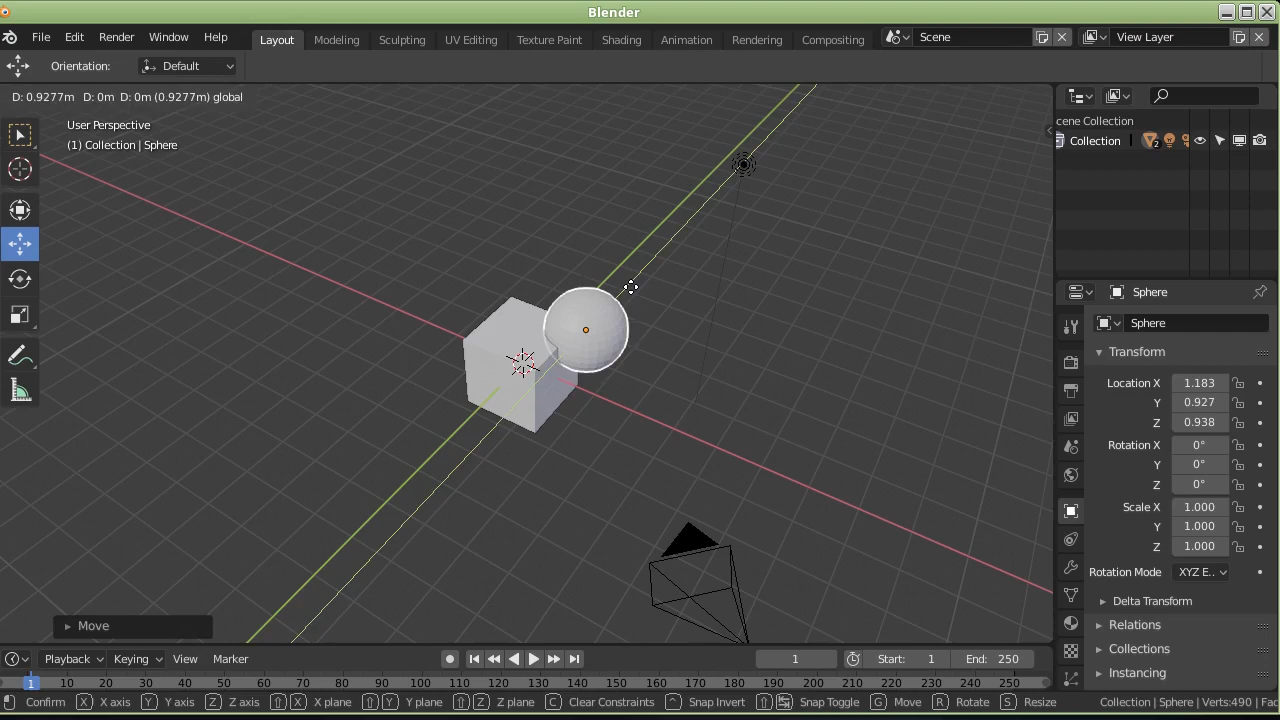 Blender
File Edit Render Window Help
Layout Modeling Sculpting UV Editing Texture Paint Shading Animation Rendering Compositing
Scene
View Layer
Orientation: Default
D: 0.9277m D: 0m D: 0m (0.9277m) global
User Perspective
(1) Collection | Sphere
cene Collection
Collection 2
Sphere
Sphere
Transform
Location X 1.183
Y 0.927
Z 0.938
Rotation X 0°
Y 0°
Z 0°
Scale X 1.000
Y 1.000
Z 1.000
Rotation Mode XYZ E..
Delta Transform
Relations
Collections
Instancing
Move
Playback Keying View Marker
1
Start: 1
End: 250
1 10 20 30 40 50 60 70 80 90 100 110 120 130 140 150 160 170 180 190 200 210 220 230 240 250
Confirm X X axis Y Y axis Z Z axis X X plane Y Y plane Z Z plane C Clear Constraints Snap Invert Snap Toggle G Move R Rotate S Resize
Collection | Sphere | Verts:490 | Fac